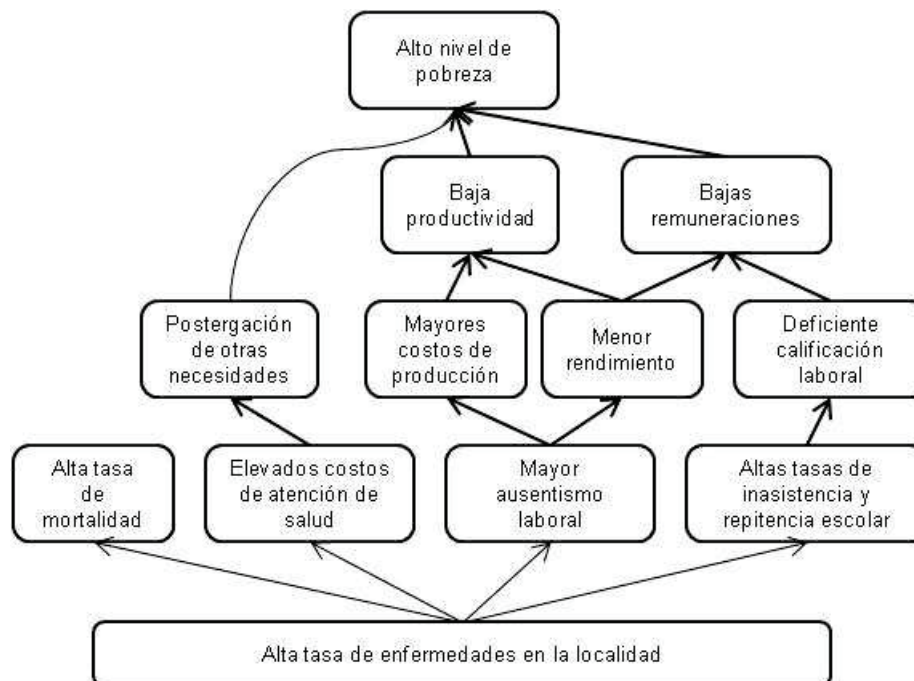 Alto nivel de
pobreza
Baja
productividad
Bajas
remuneraciones
Postergación
de otras
necesidades
Mayores
costos de
producción
Menor
rendimiento
Deficiente
calificación
laboral
Alta tasa
de
mortalidad
Elevados costos
de atención de
salud
Mayor
ausentismo
laboral
Altas tasas de
inasistencia y
repitencia escolar
Alta tasa de enfermedades en la localidad